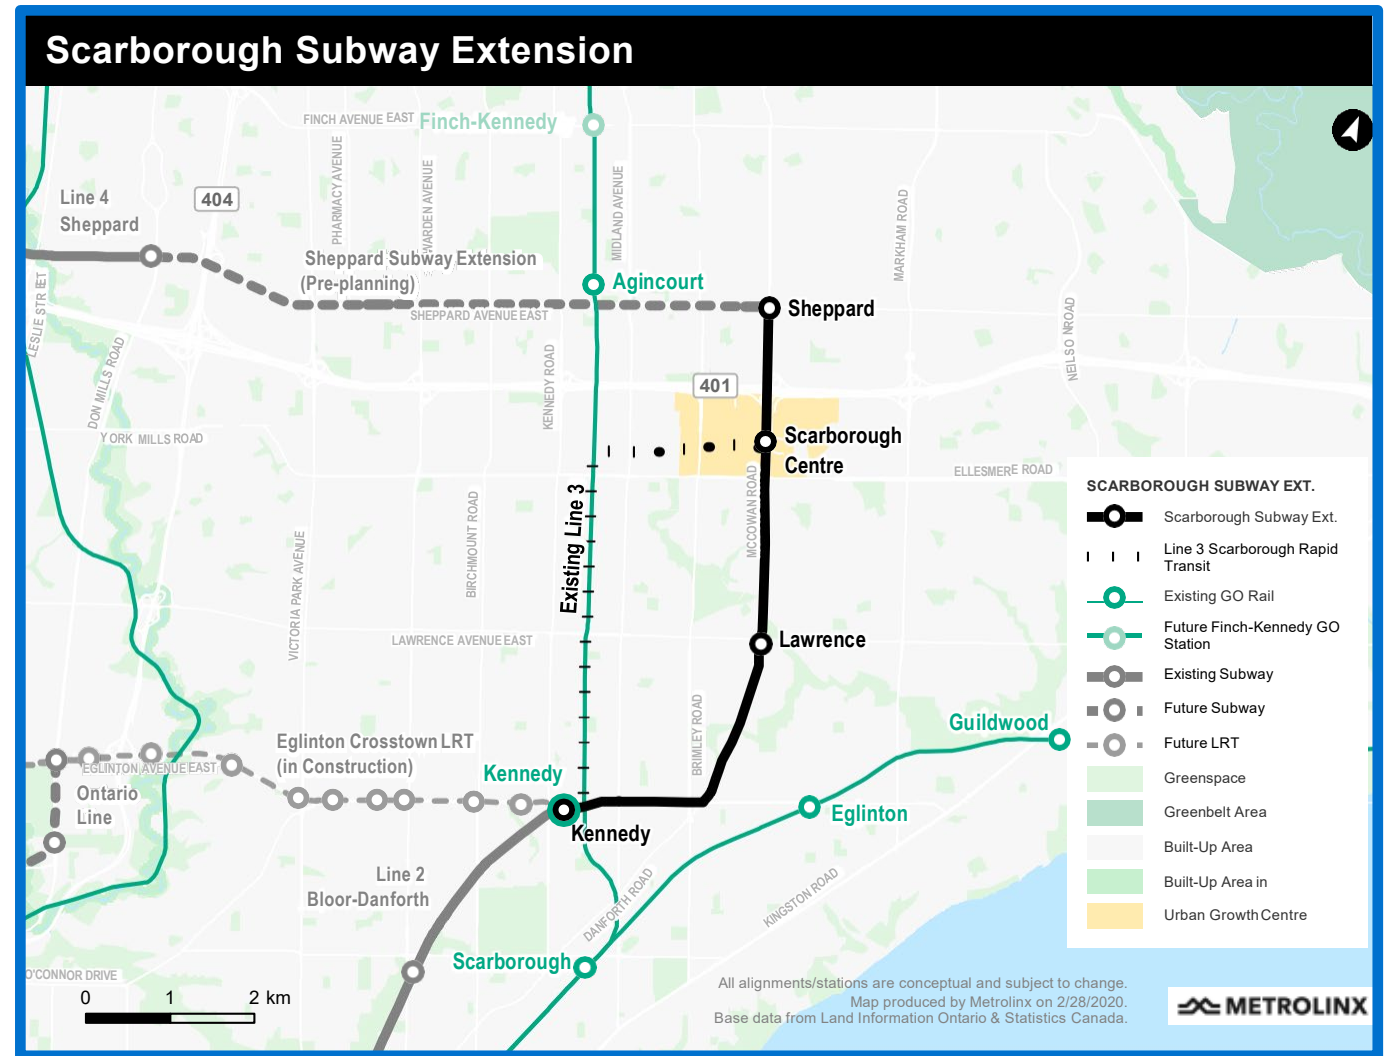 Scarborough Subway Extension
FINCH AVENUE EAST
Finch-Kennedy
PHARMACY AVENUE
WARDEN AVENUE
MIDLAND AVENUE
MARKHAM ROAD
Line 4
Sheppard
404
Sheppard Subway Extension
(Pre-planning)
Agincourt
SHEPPARD AVENUE EAST
Sheppard
LESLIE STREET
DON MILLS ROAD
KENNEDY ROAD
NEILSONROAD
401
YORK MILLS ROAD
Scarborough
Centre
ELLESMERE ROAD
Existing Line 3
BIRCHMOUNT ROAD
VICTORIA PARK AVENUE
MCCOWAN ROAD
LAWRENCE AVENUE EAST
Lawrence
BRIMLEY ROAD
Guildwood
Eglinton Crosstown LRT
(in Construction)
EGLINTON AVENUE EAST
Kennedy
Ontario
Line
Eglinton
Kennedy
Line 2
Bloor-Danforth
DANFORTH ROAD
KINGSTON ROAD
Scarborough
O'CONNOR DRIVE
0 1 2 km
SCARBOROUGH SUBWAY EXT.
Scarborough Subway Ext.
Line 3 Scarborough Rapid
Transit
Existing GO Rail
Future Finch-Kennedy GO
Station
Existing Subway
Future Subway
Future LRT
Greenspace
Greenbelt Area
Built-Up Area
Built-Up Area in
Urban Growth Centre
All alignments/stations are conceptual and subject to change.
Map produced by Metrolinx on 2/28/2020.
Base data from Land Information Ontario & Statistics Canada.
METROLINX